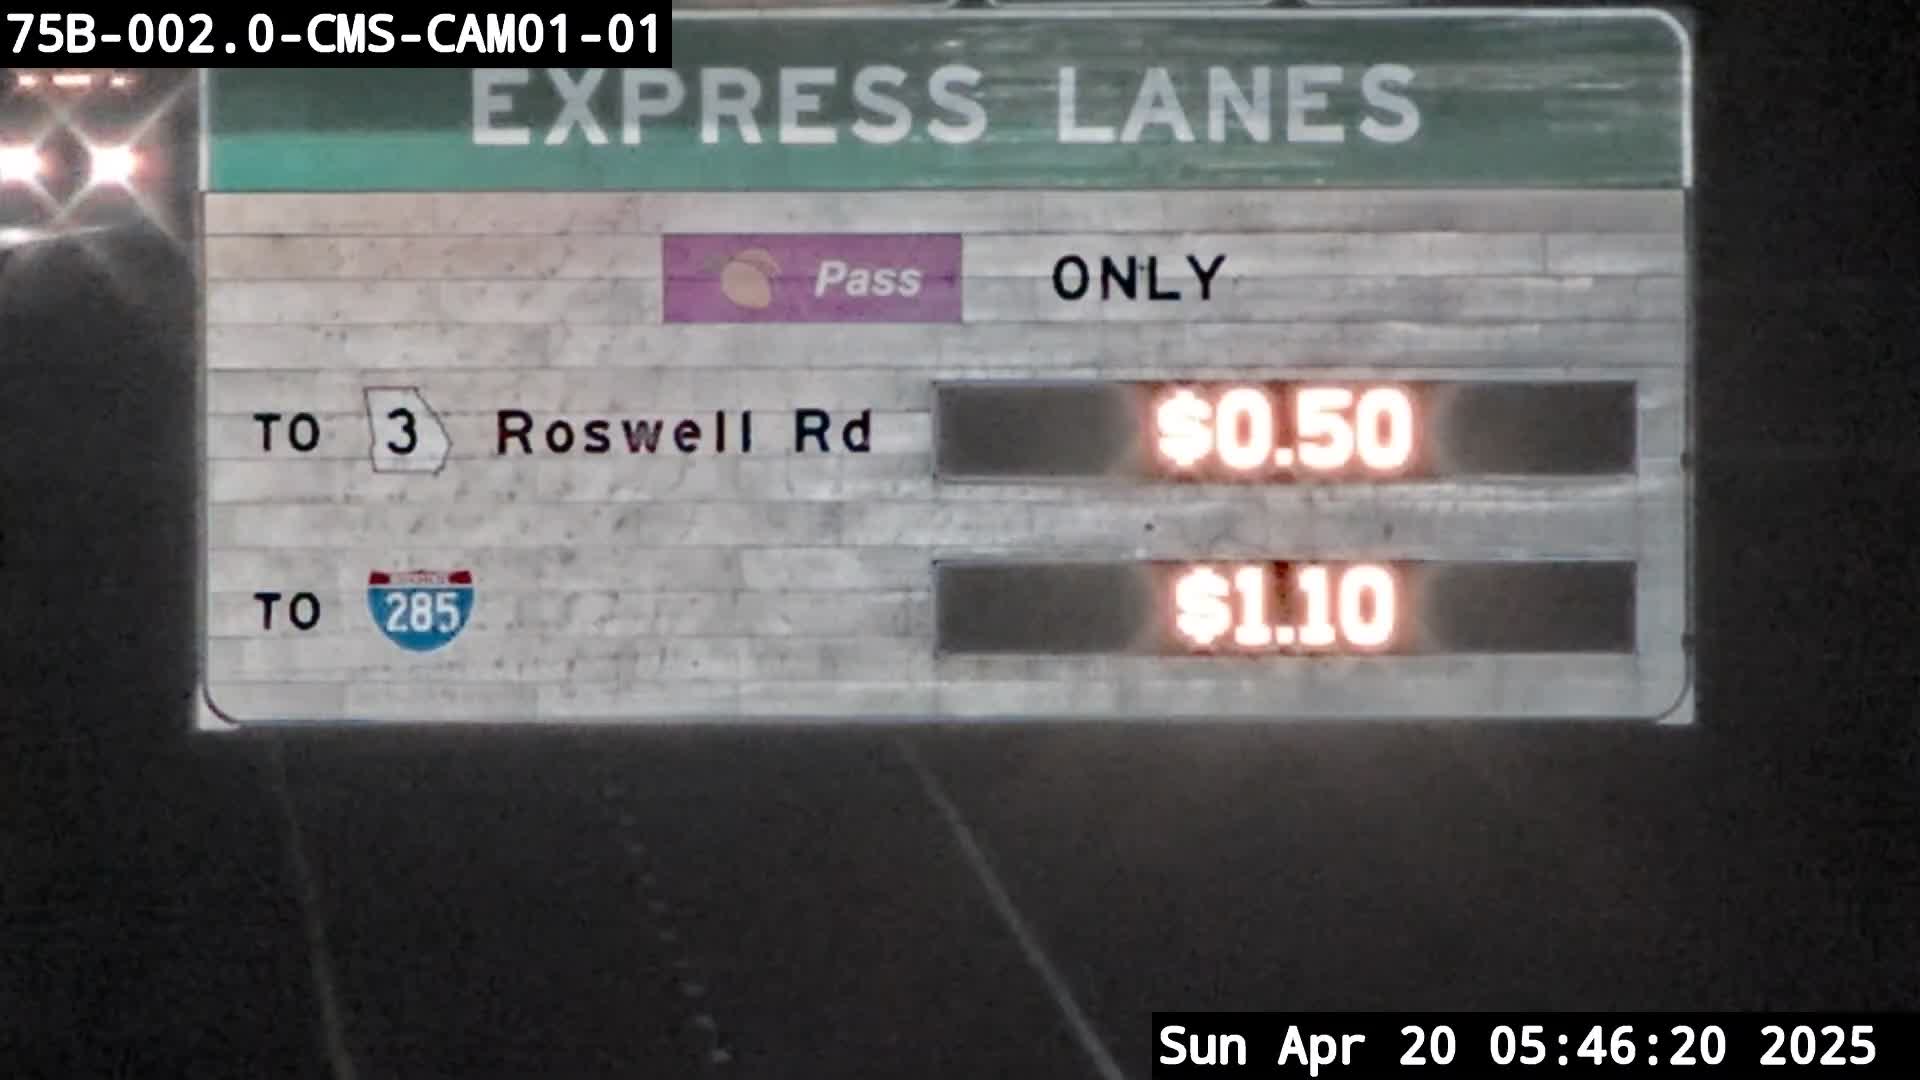 75B-002.0-CMS-CAM01-01
EXPRESS LANES
Pass ONLY
TO 3 Roswell Rd $0.50
TO 285 $1.10
Sun Apr 20 05:46:20 2025